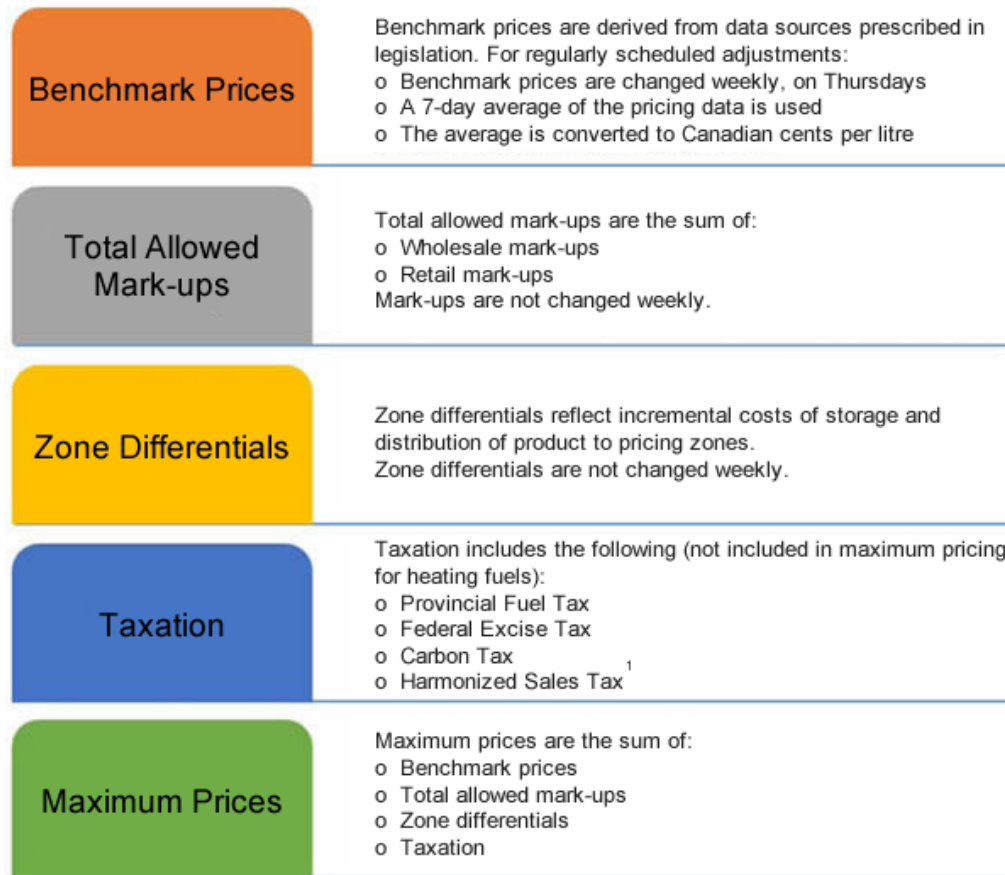 Benchmark Prices
Benchmark prices are derived from data sources prescribed in
legislation. For regularly scheduled adjustments:
o Benchmark prices are changed weekly, on Thursdays
o A 7-day average of the pricing data is used
o The average is converted to Canadian cents per litre
Total Allowed
Mark-ups
Total allowed mark-ups are the sum of:
o Wholesale mark-ups
o Retail mark-ups
Mark-ups are not changed weekly.
Zone Differentials
Zone differentials reflect incremental costs of storage and
distribution of product to pricing zones.
Zone differentials are not changed weekly.
Taxation
Taxation includes the following (not included in maximum pricing
for heating fuels):
o Provincial Fuel Tax
o Federal Excise Tax
o Carbon Tax
o Harmonized Sales Tax 1
Maximum Prices
Maximum prices are the sum of:
o Benchmark prices
o Total allowed mark-ups
o Zone differentials
o Taxation